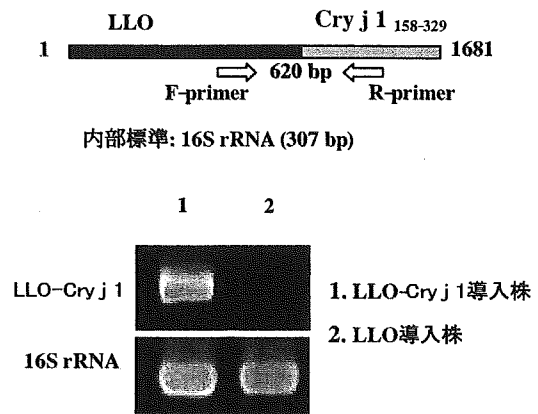 LLO Cry j 1 158-329
1 1681
620 bp
F-primer R-primer
内部標準: 16S rRNA (307 bp)
1 2
LLO-Cry j 1
1. LLO-Cry j 1導入株
2. LLO導入株
16S rRNA